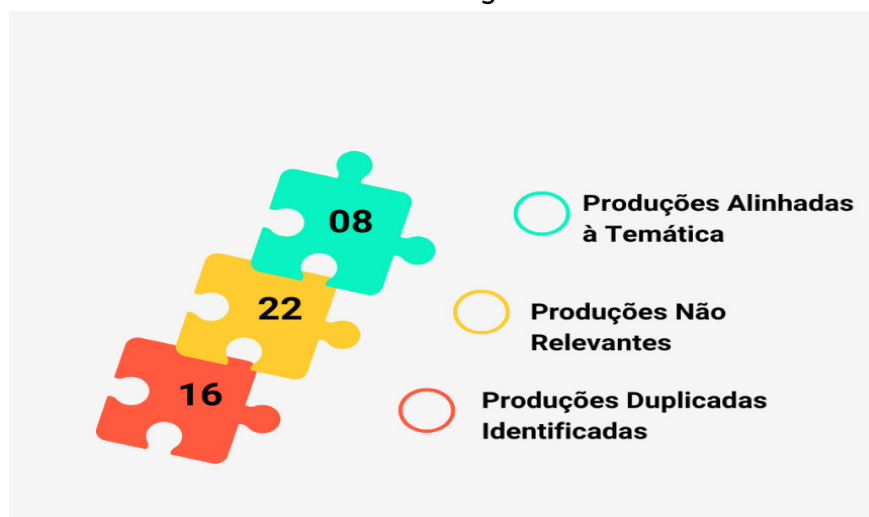 08
Produções Alinhadas
à Temática
22
Produções Não
Relevantes
16
Produções Duplicadas
Identificadas